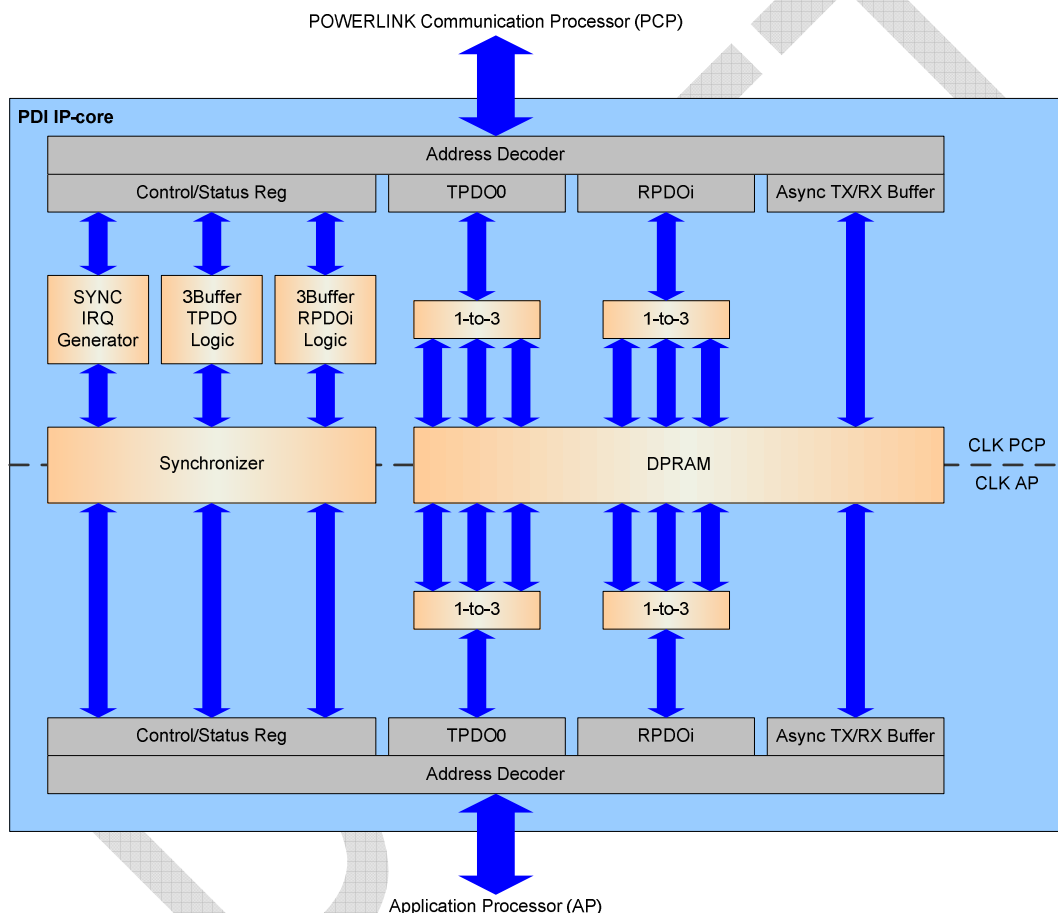 POWERLINK Communication Processor (PCP)
PDI IP-core
Address Decoder
Control/Status Reg
TPDO0
RPDOi
Async TX/RX Buffer
SYNC
IRQ
Generator
3Buffer
TPDO
Logic
3Buffer
RPDOi
Logic
1-to-3
1-to-3
Synchronizer
DPRAM
CLK PCP
CLK AP
1-to-3
1-to-3
Control/Status Reg
TPDO0
RPDOi
Async TX/RX Buffer
Address Decoder
Application Processor (AP)